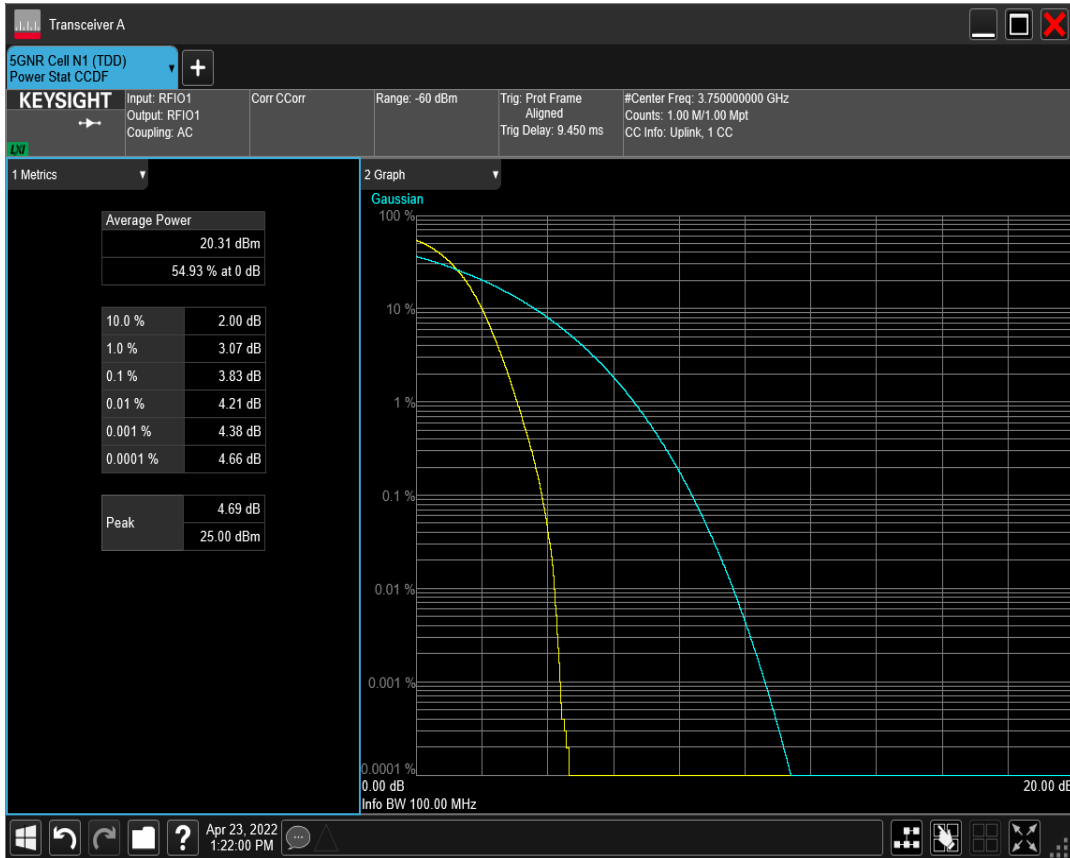 Transceiver A
5GNR Cell N1 (TDD)
Power Stat CCDF
+
KEYSIGHT
LXI
Input: RFIO1
Output: RFIO1
Coupling: AC
Corr CCorr
Range: -60 dBm
Trig: Prot Frame
Aligned
Trig Delay: 9.450 ms
#Center Freq: 3.750000000 GHz
Counts: 1.00 M/1.00 Mpt
CC Info: Uplink, 1 CC
1 Metrics
Average Power
20.31 dBm
54.93 % at 0 dB
10.0 % 2.00 dB
1.0 % 3.07 dB
0.1 % 3.83 dB
0.01 % 4.21 dB
0.001 % 4.38 dB
0.0001 % 4.66 dB
Peak
4.69 dB
25.00 dBm
2 Graph
Gaussian
100 %
10 %
1 %
0.1 %
0.01 %
0.001 %
0.0001 %
0.00 dB 20.00 dB
Info BW 100.00 MHz
?
Apr 23, 2022
1:22:00 PM